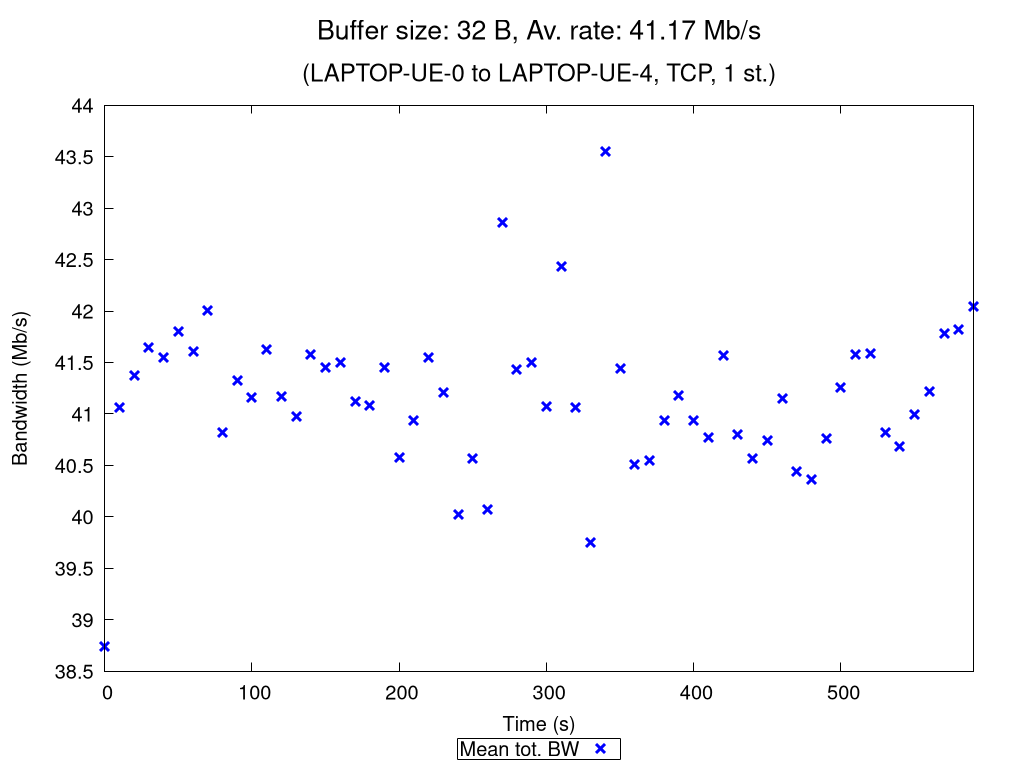 Buffer size: 32 B, Av. rate: 41.17 Mb/s
(LAPTOP-UE-0 to LAPTOP-UE-4, TCP, 1 st.)
44
43.5
43
42.5
42
41.5
41
40.5
40
39.5
39
38.5
Bandwidth (Mb/s)
0 100 200 300 400 500
Time (s)
Mean tot. BW